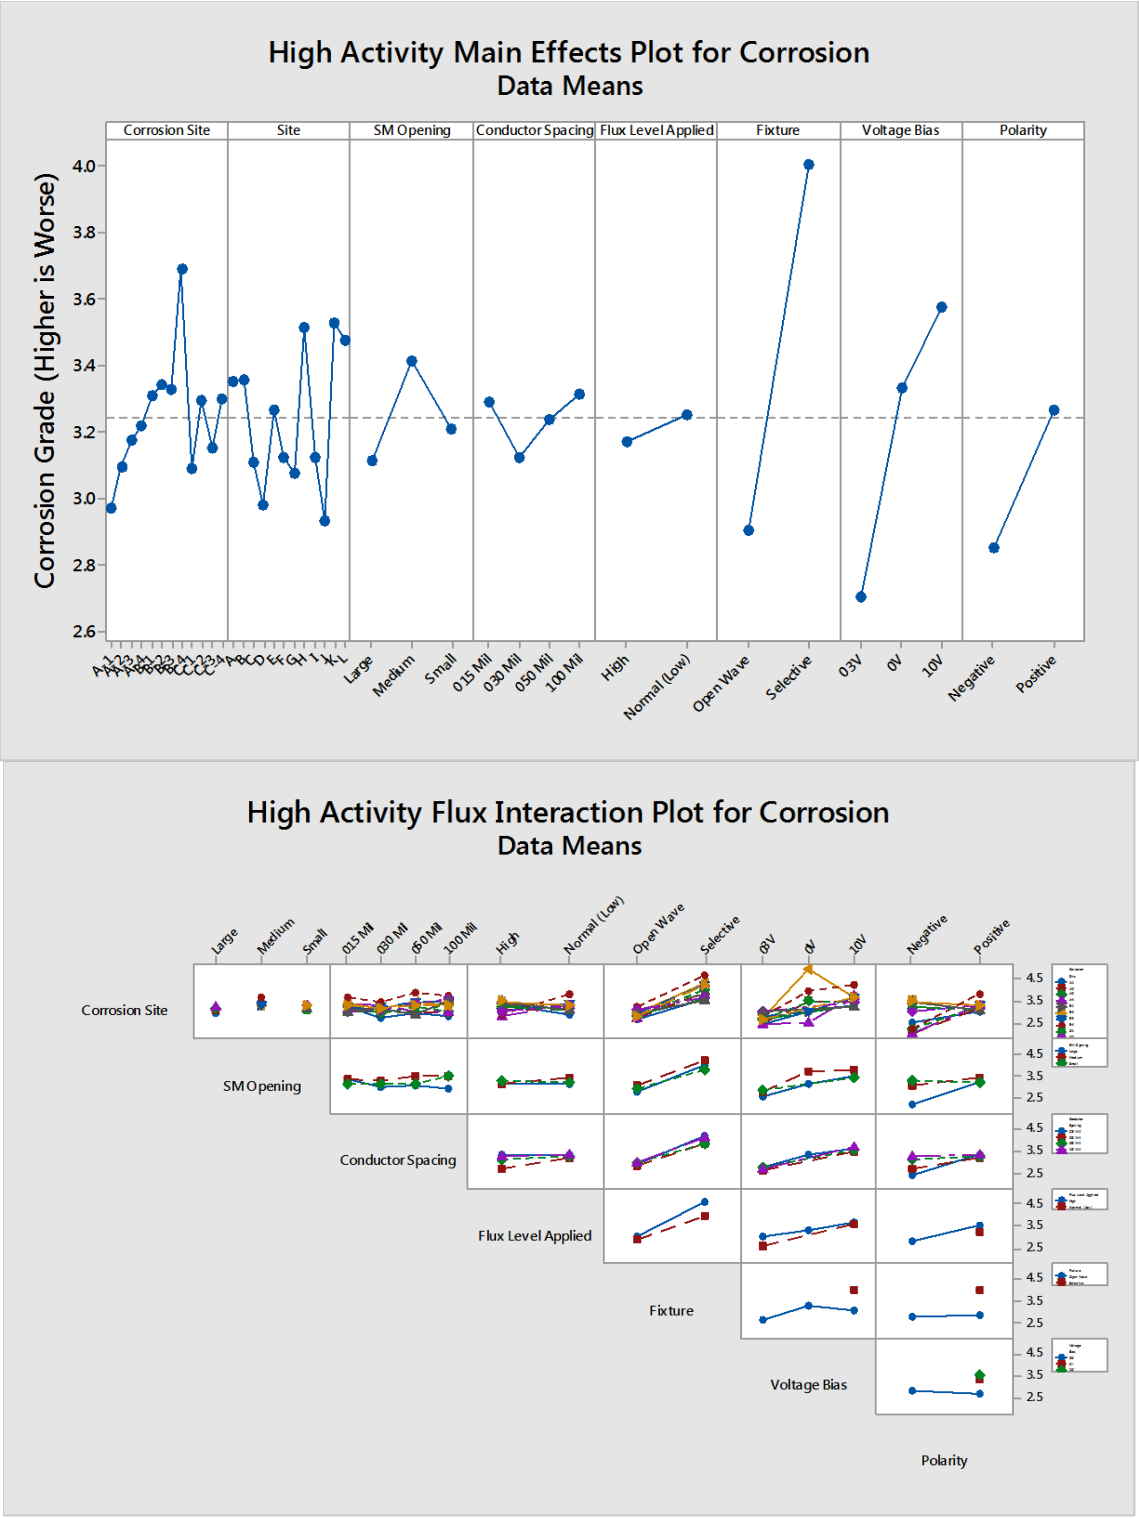 High Activity Main Effects Plot for Corrosion
Data Means
Corrosion Site Site SM Opening Conductor Spacing Flux Level Applied Fixture Voltage Bias Polarity
Corrosion Grade (Higher is Worse)
4.0
3.8
3.6
3.4
3.2
3.0
2.8
2.6
Large Medium Small 015 Mil 030 Mil 050 Mil 100 Mil High Normal (Low) Open Wave Selective 03V 0V 10V Negative Positive
High Activity Flux Interaction Plot for Corrosion
Data Means
Large Medium Small 015 Mil 030 Mil 050 Mil 100 Mil High Normal (Low) Open Wave Selective 03V 0V 10V Negative Positive
Corrosion Site
4.5
3.5
2.5
SM Opening
4.5
3.5
2.5
Conductor Spacing
4.5
3.5
2.5
Flux Level Applied
4.5
3.5
2.5
Fixture
4.5
3.5
2.5
Voltage Bias
4.5
3.5
2.5
Polarity